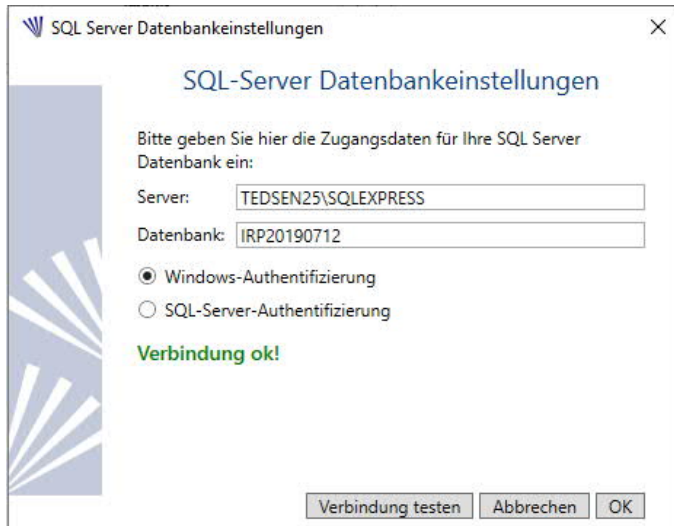 SQL Server Datenbankeinstellungen
SQL-Server Datenbankeinstellungen
Bitte geben Sie hier die Zugangsdaten für Ihre SQL Server
Datenbank ein:
Server: TEDSEN25\SQLEXPRESS
Datenbank: IRP20190712
Windows-Authentifizierung
SQL-Server-Authentifizierung
Verbindung ok!
Verbindung testen Abbrechen OK